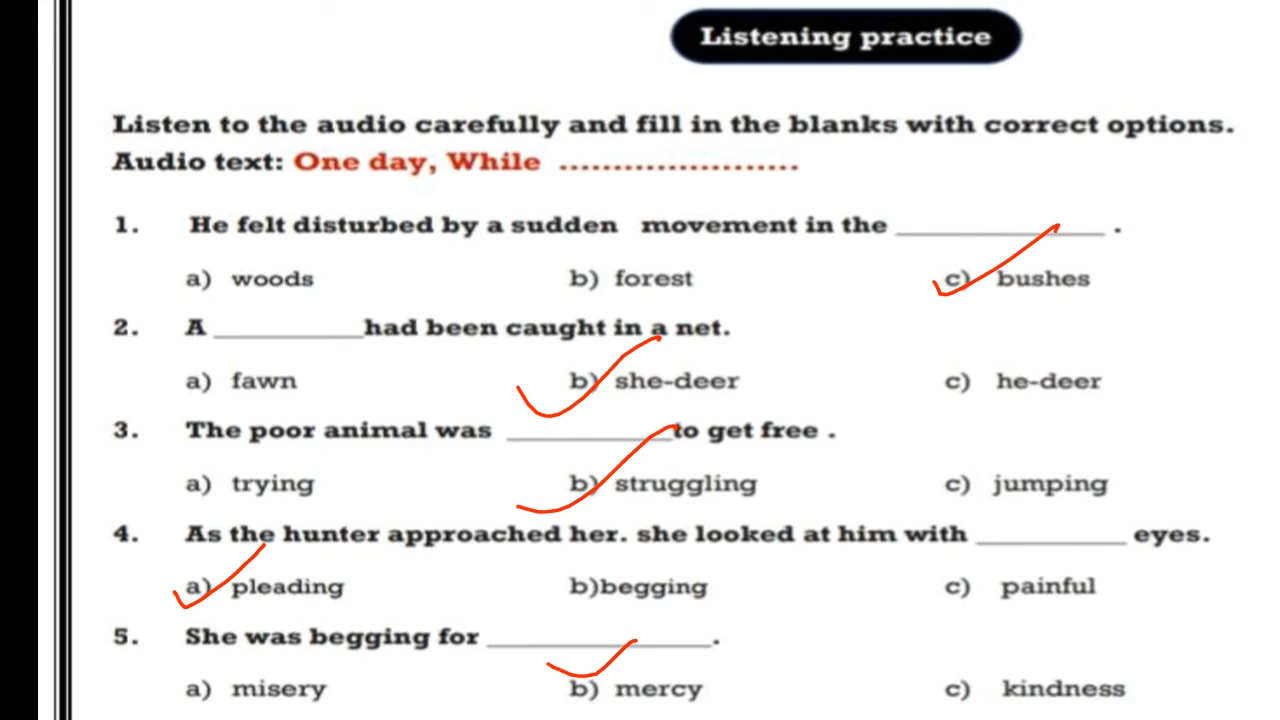 Listening practice
Listen to the audio carefully and fill in the blanks with correct options.
Audio text: One day, While ......................
1. He felt disturbed by a sudden movement in the ______________ .
a) woods b) forest c) bushes
2. A __________had been caught in a net.
a) fawn b) she-deer c) he-deer
3. The poor animal was ___________to get free .
a) trying b) struggling c) jumping
4. As the hunter approached her. she looked at him with __________ eyes.
a) pleading b)begging c) painful
5. She was begging for _______________.
a) misery b) mercy c) kindness